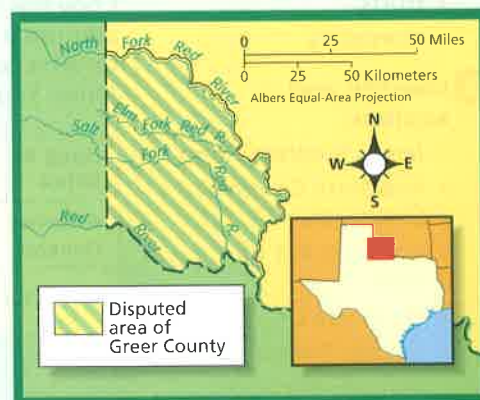 North Fork Red River
0 25 50 Miles
0 25 50 Kilometers
Albers Equal-Area Projection
Elm Fork Red R.
Salt Fork Red R.
Red River
N
W E
S
Disputed
area of
Greer County